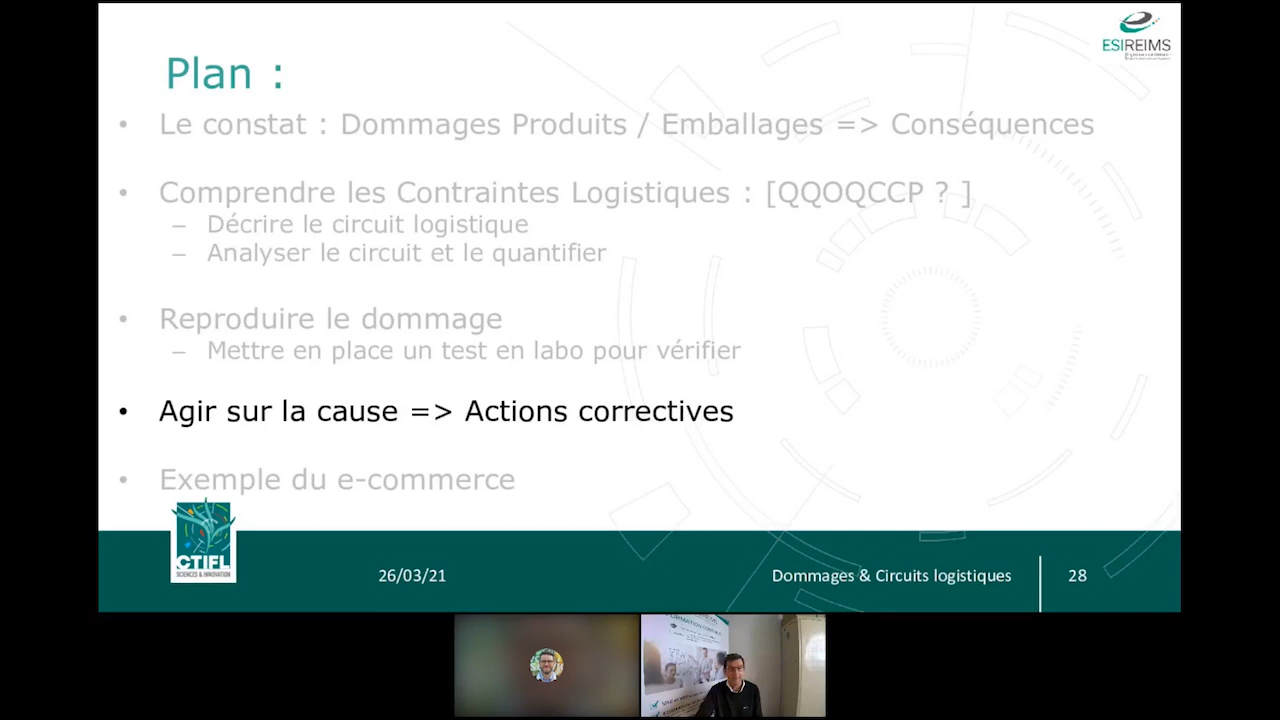 ESIREIMS
Plan :
• Le constat : Dommages Produits / Emballages => Conséquences
• Comprendre les Contraintes Logistiques : [QQOQCCP ? ]
– Décrire le circuit logistique
– Analyser le circuit et le quantifier
• Reproduire le dommage
– Mettre en place un test en labo pour vérifier
• Agir sur la cause => Actions correctives
• Exemple du e-commerce
CTIFL
SCIENCES & INNOVATION
26/03/21
Dommages & Circuits logistiques
28